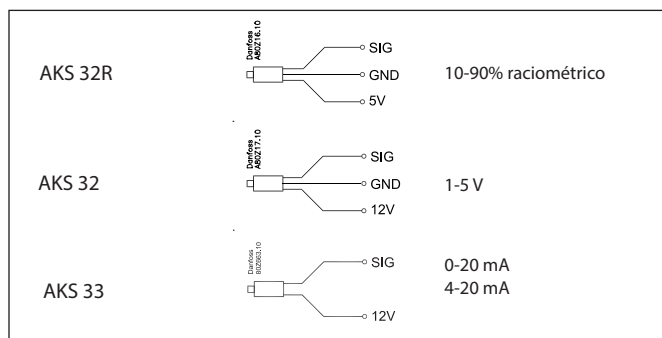 AKS 32R
Danfoss
A80Z16.10
SIG
GND
5V
10-90% raciométrico
AKS 32
Danfoss
A80Z17.10
SIG
GND
12V
1-5 V
AKS 33
Danfoss
80Z663.10
SIG
12V
0-20 mA
4-20 mA